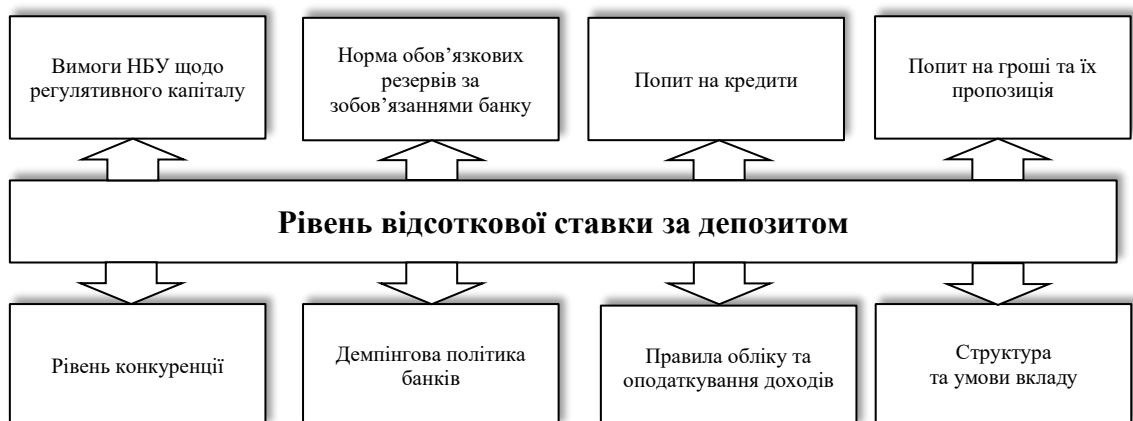 Вимоги НБУ щодо
регулятивного капіталу
Норма обов’язкових
резервів за
зобов’язаннями банку
Попит на кредити
Попит на гроші та їх
пропозиція
Рівень відсоткової ставки за депозитом
Рівень конкуренції
Демпінгова політика
банків
Правила обліку та
оподаткування доходів
Структура
та умови вкладу